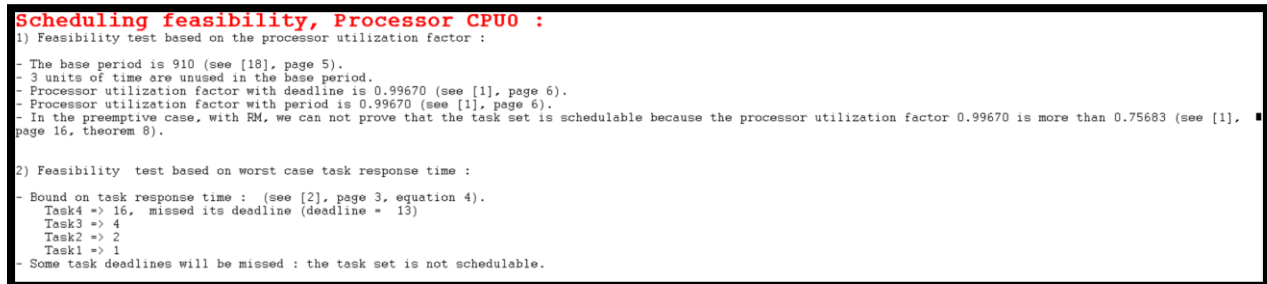 Scheduling feasibility, Processor CPU0 :
1) Feasibility test based on the processor utilization factor :
- The base period is 910 (see [18], page 5).
- 3 units of time are unused in the base period.
- Processor utilization factor with deadline is 0.99670 (see [1], page 6).
- Processor utilization factor with period is 0.99670 (see [1], page 6).
- In the preemptive case, with RM, we can not prove that the task set is schedulable because the processor utilization factor 0.99670 is more than 0.75683 (see [1],
page 16, theorem 8).
2) Feasibility  test based on worst case task response time :
- Bound on task response time :  (see [2], page 3, equation 4).
Task4 => 16,  missed its deadline (deadline =  13)
Task3 => 4
Task2 => 2
Task1 => 1
- Some task deadlines will be missed : the task set is not schedulable.